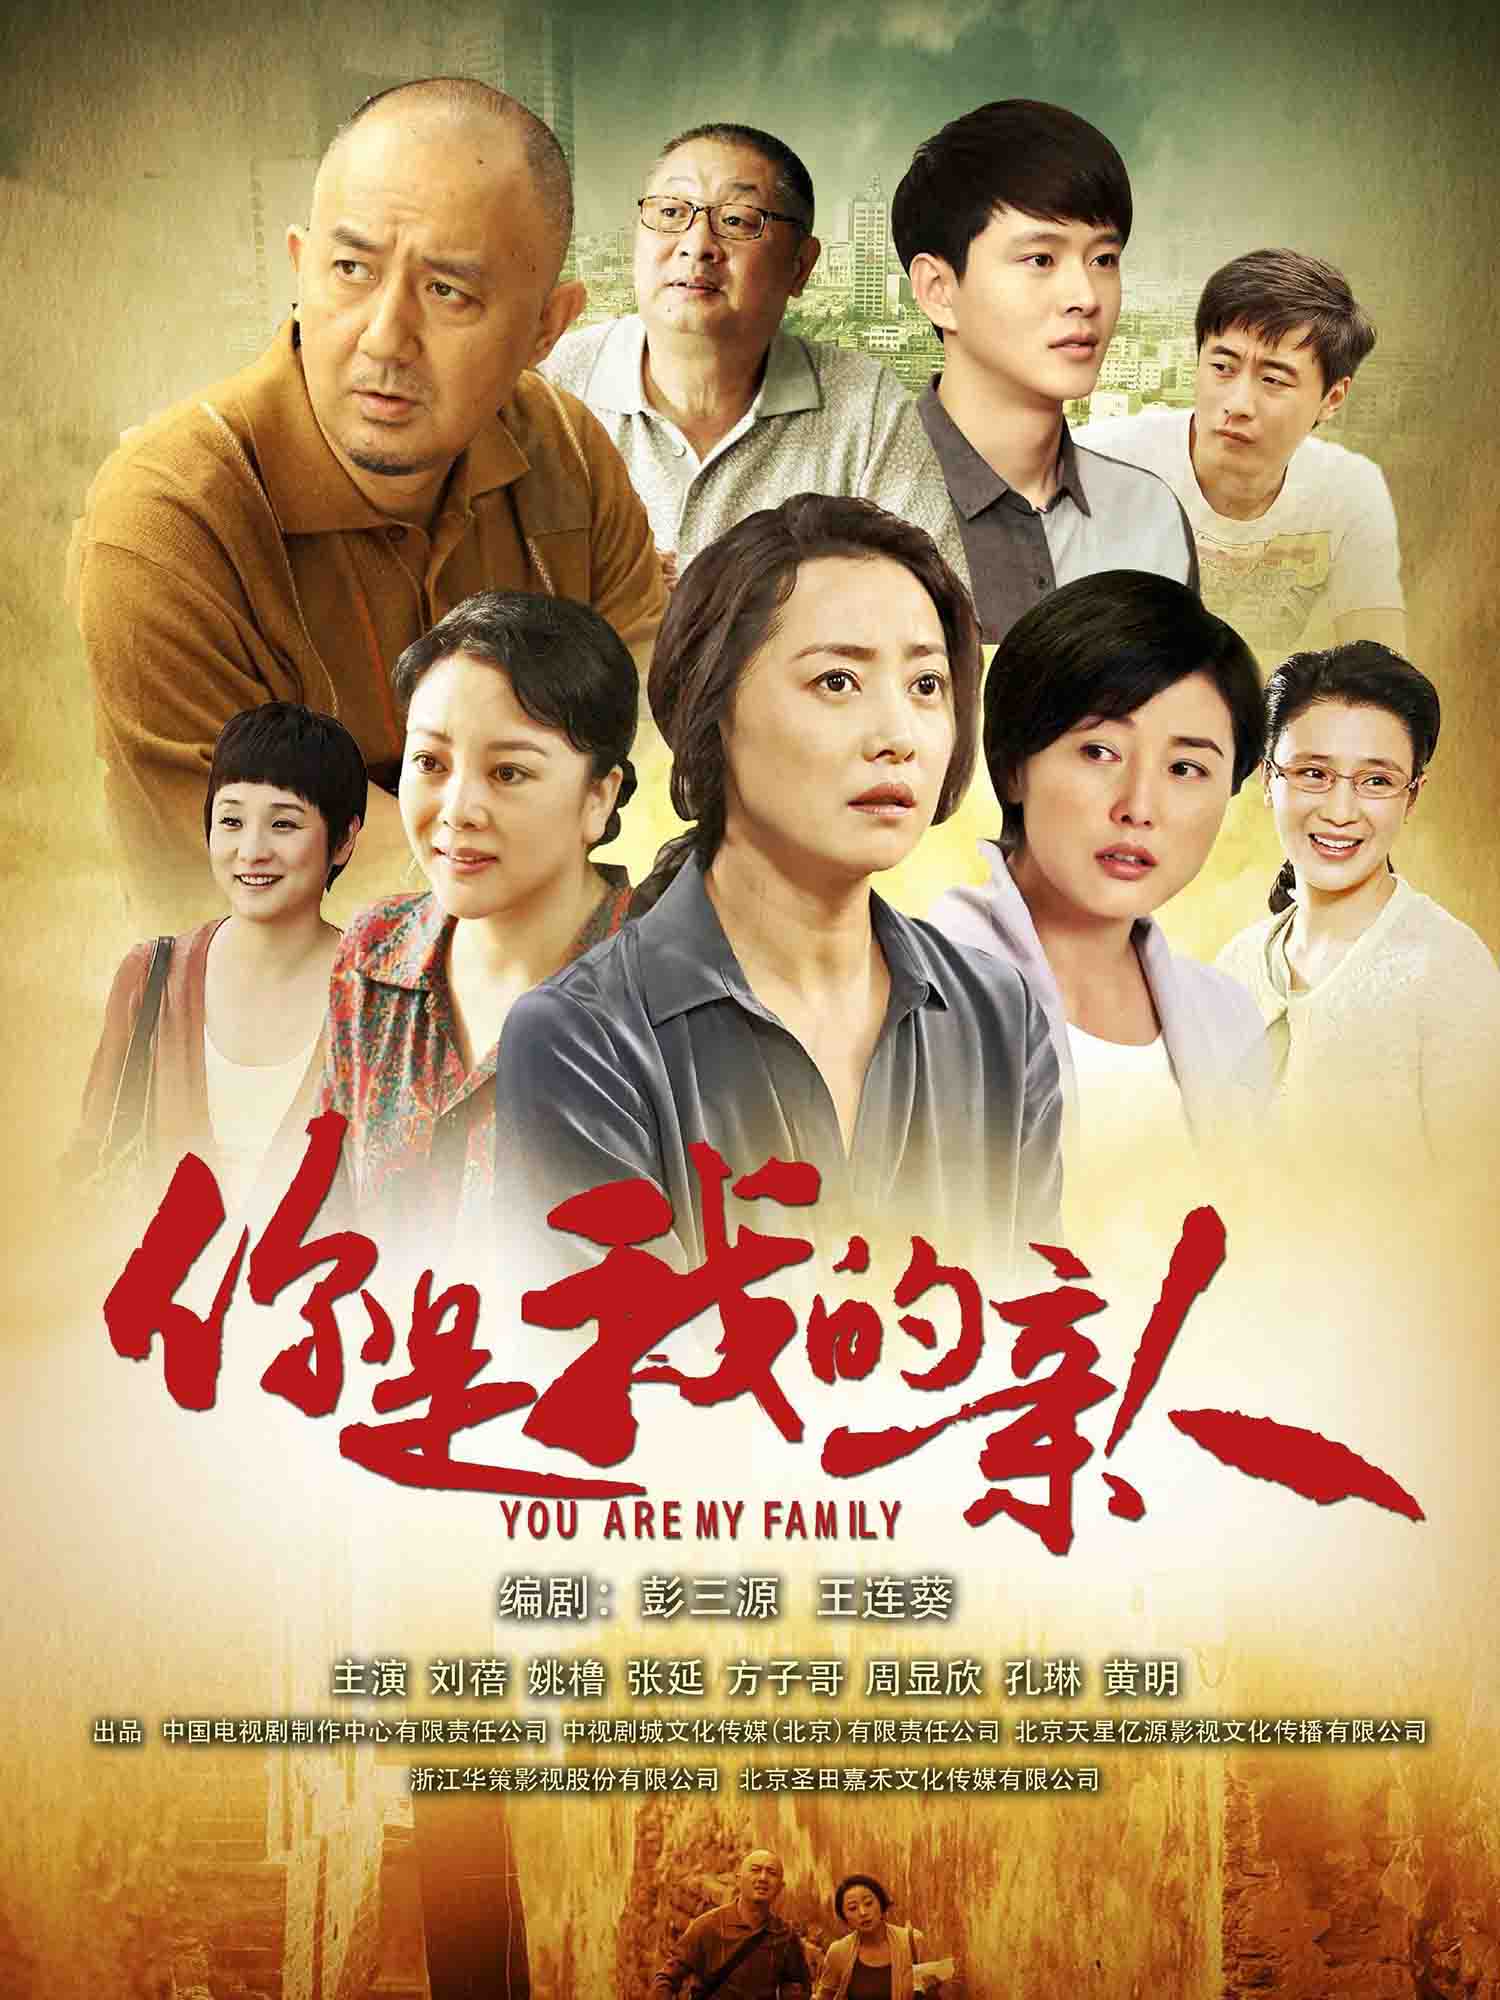 你是我的亲人
YOU ARE MY FAMILY
编剧：彭三源 王连葵
主演 刘蓓 姚橹 张延 方子哥 周显欣 孔琳 黄明
出品 中国电视剧制作中心有限责任公司 中视剧城文化传媒(北京)有限责任公司 北京天星亿源影视文化传播有限公司
浙江华策影视股份有限公司 北京圣田嘉禾文化传媒有限公司